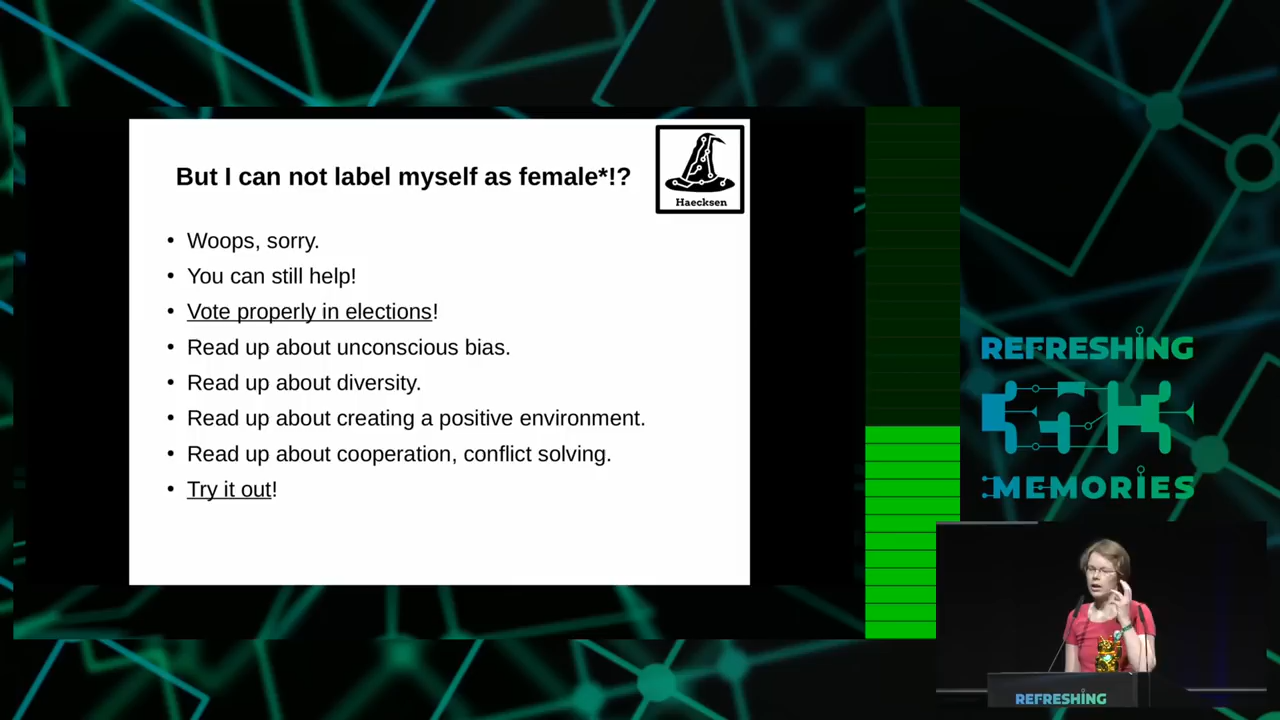 But I can not label myself as female*!?
Haecksen
• Woops, sorry.
• You can still help!
• Vote properly in elections!
• Read up about unconscious bias.
• Read up about diversity.
• Read up about creating a positive environment.
• Read up about cooperation, conflict solving.
• Try it out!
REFRESHING
MEMORIES
REFRESHING